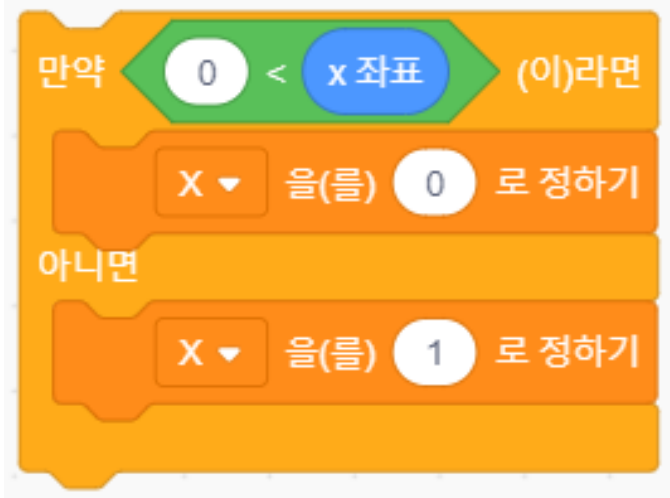 만약 0 < x 좌표 (이)라면
X 을(를) 0 로 정하기
아니면
X 을(를) 1 로 정하기